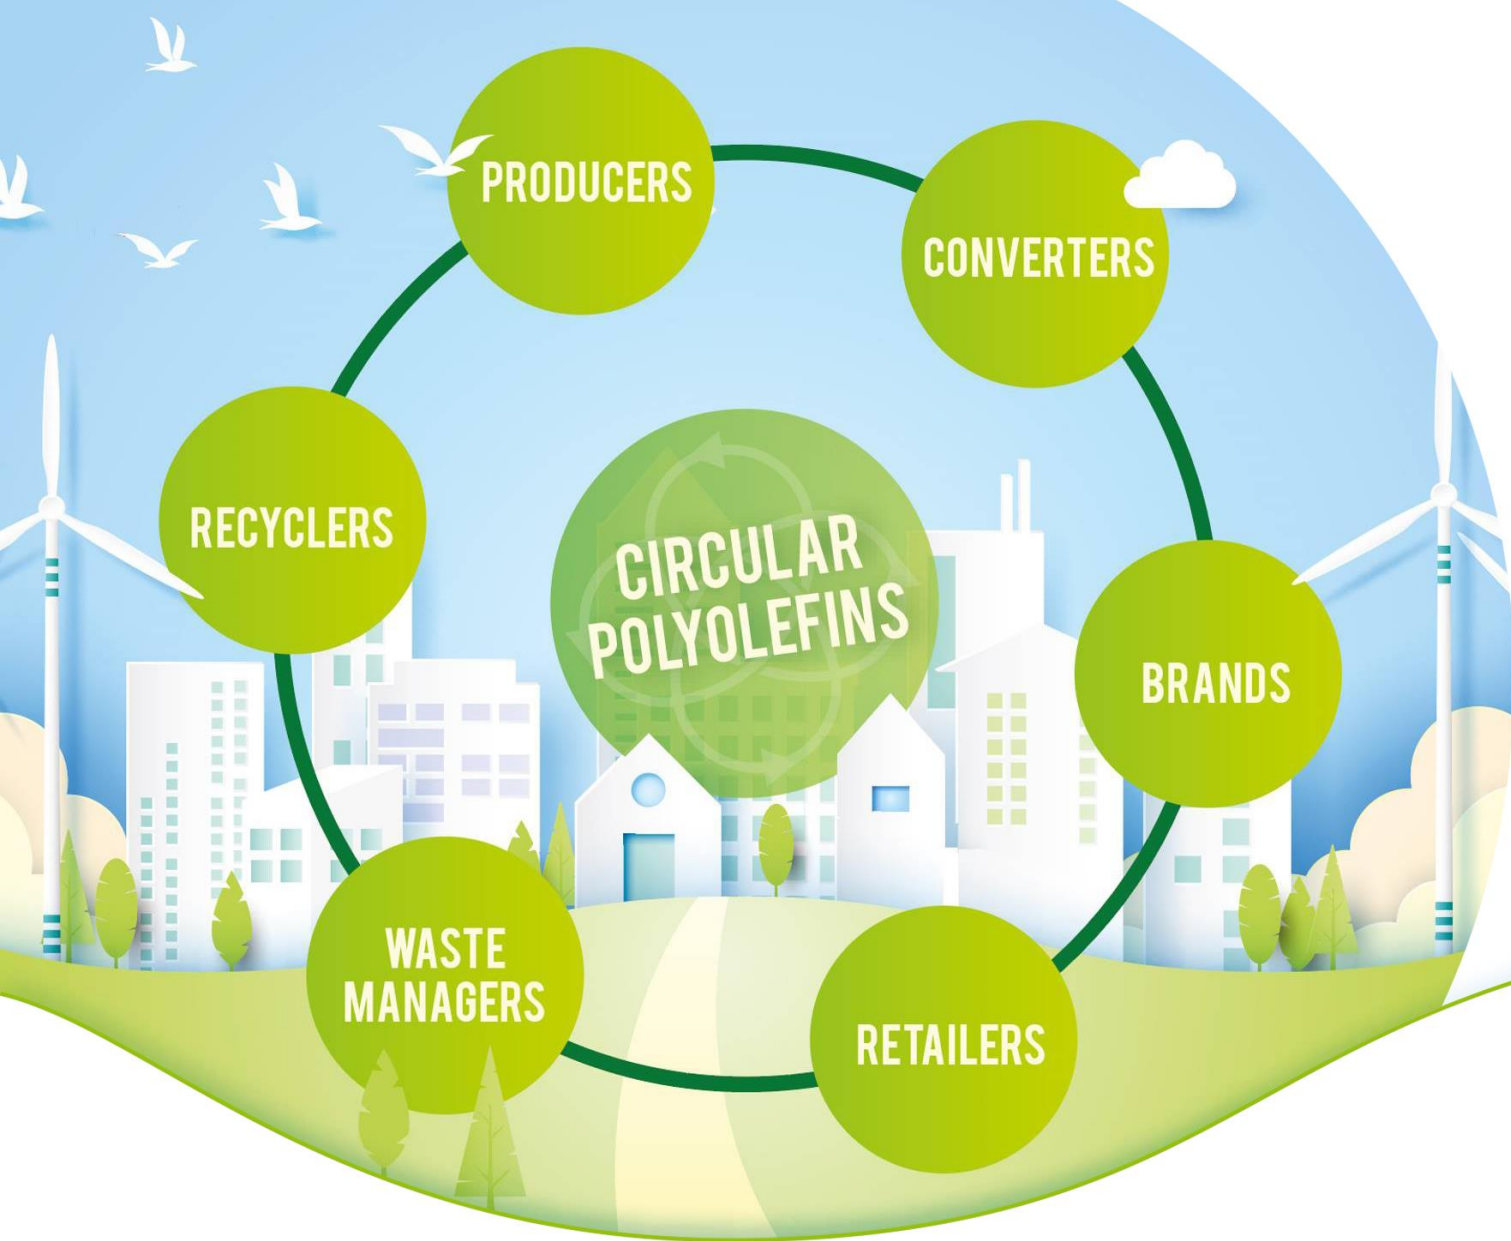 PRODUCERS
CONVERTERS
RECYCLERS
CIRCULAR
POLYOLEFINS
BRANDS
WASTE
MANAGERS
RETAILERS